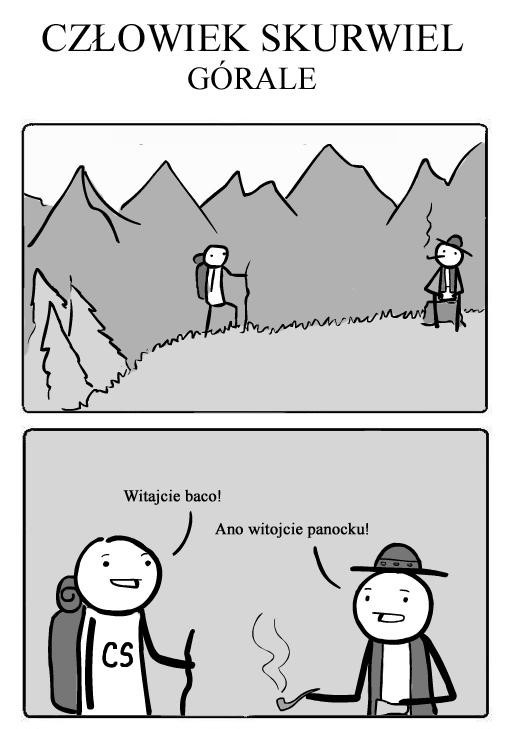 CZŁOWIEK SKURWIEL
GÓRALE
Witajcie baco!
Ano witojcie panocku!
CS